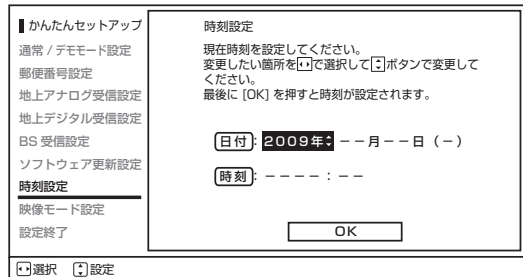 かんたんセットアップ
通常 / デモモード設定
郵便番号設定
地上アナログ受信設定
地上デジタル受信設定
BS 受信設定
ソフトウェア更新設定
時刻設定
映像モード設定
設定終了
時刻設定
現在時刻を設定してください。
変更したい箇所を で選択して ボタンで変更して
ください。
最後に [OK] を押すと時刻が設定されます。
日付 : 2009年 －－月－－日（－）
時刻 : －－－－：－－
OK
選択 設定